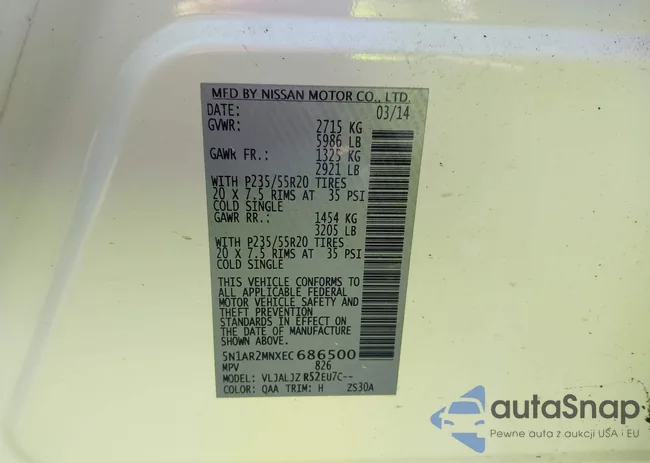 MFD BY NISSAN MOTOR CO., LTD.
DATE: 03/14
GVWR: 2715 KG
5986 LB
GAWR FR.: 1325 KG
2921 LB
WITH P235/55R20 TIRES
20 X 7.5 RIMS AT 35 PSI
COLD SINGLE
GAWR RR.: 1454 KG
3205 LB
WITH P235/55R20 TIRES
20 X 7.5 RIMS AT 35 PSI
COLD SINGLE
THIS VEHICLE CONFORMS TO
ALL APPLICABLE FEDERAL
MOTOR VEHICLE SAFETY AND
THEFT PREVENTION
STANDARDS IN EFFECT ON
THE DATE OF MANUFACTURE
SHOWN ABOVE.
5N1AR2MNXEC686500
MPV 826
MODEL: VLJALJZ R52EU7C--
COLOR: QAA TRIM: H ZS30A
autaSnap
Pewne auta z aukcji USA i EU